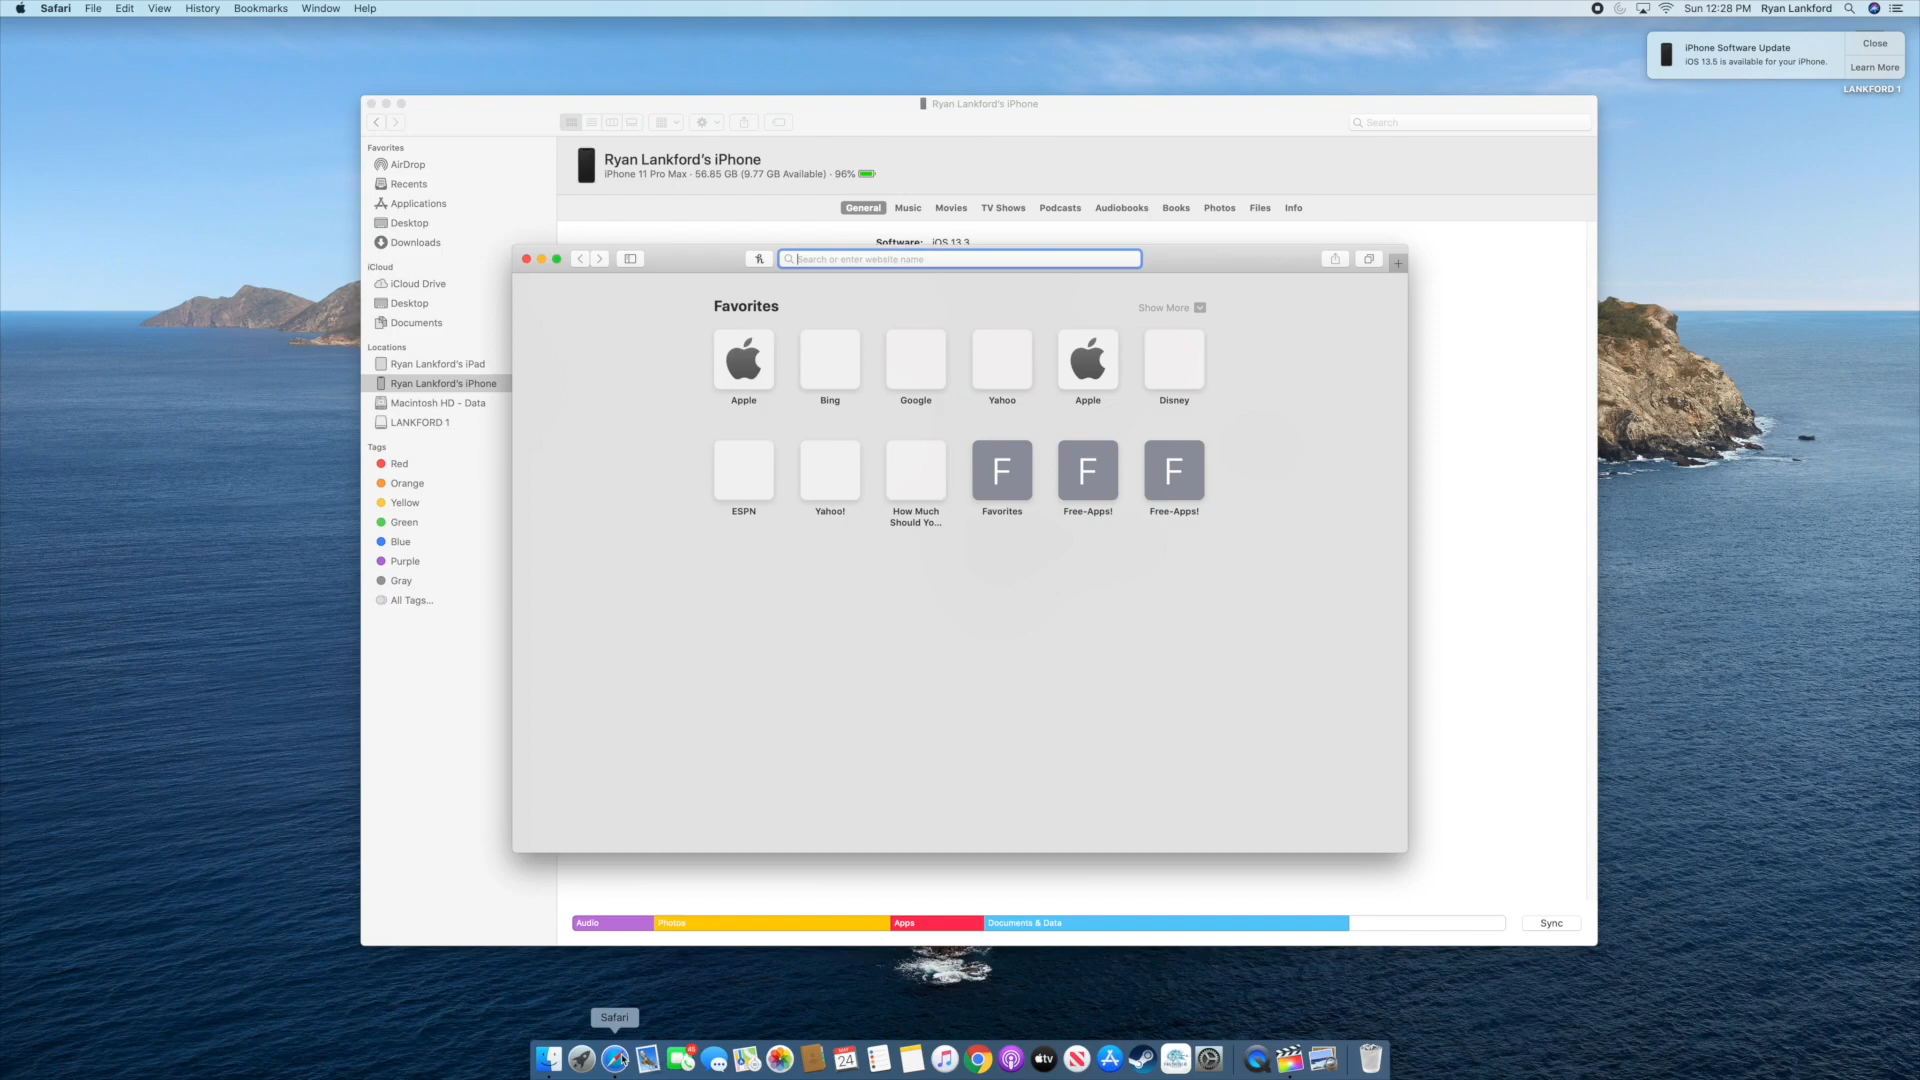 Safari File Edit View History Bookmarks Window Help
Sun 12:28 PM Ryan Lankford
iPhone Software Update
iOS 13.5 is available for your iPhone.
Close
Learn More
LANKFORD 1
Ryan Lankford's iPhone
Search
Favorites
AirDrop
Recents
Applications
Desktop
Downloads
iCloud
iCloud Drive
Desktop
Documents
Locations
Ryan Lankford's iPad
Ryan Lankford's iPhone
Macintosh HD - Data
LANKFORD 1
Tags
Red
Orange
Yellow
Green
Blue
Purple
Gray
All Tags...
Ryan Lankford's iPhone
iPhone 11 Pro Max · 56.85 GB (9.77 GB Available) · 96%
General Music Movies TV Shows Podcasts Audiobooks Books Photos Files Info
Software: iOS 13.3
Search or enter website name
Favorites
Show More
Apple Bing Google Yahoo Apple Disney
F F F
ESPN Yahoo! How Much Should Yo... Favorites Free-Apps! Free-Apps!
Audio Photos Apps Documents & Data
Sync
Safari
45
MAY
24
tv